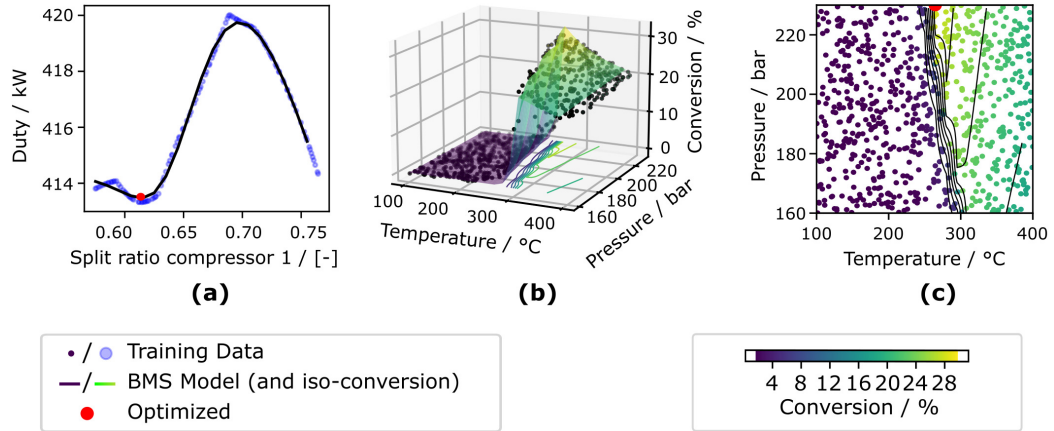 420
418
416
414
Duty / kW
0.60
0.65
0.70
0.75
Split ratio compressor 1 / [-]
(a)
30
20
10
0
Conversion / %
100
200
300
400
Temperature / °C
160
180
200
220
Pressure / bar
(b)
220
200
180
160
Pressure / bar
100
200
300
400
Temperature / °C
(c)
/ Training Data
/ BMS Model (and iso-conversion)
Optimized
4 8 12 16 20 24 28
Conversion / %